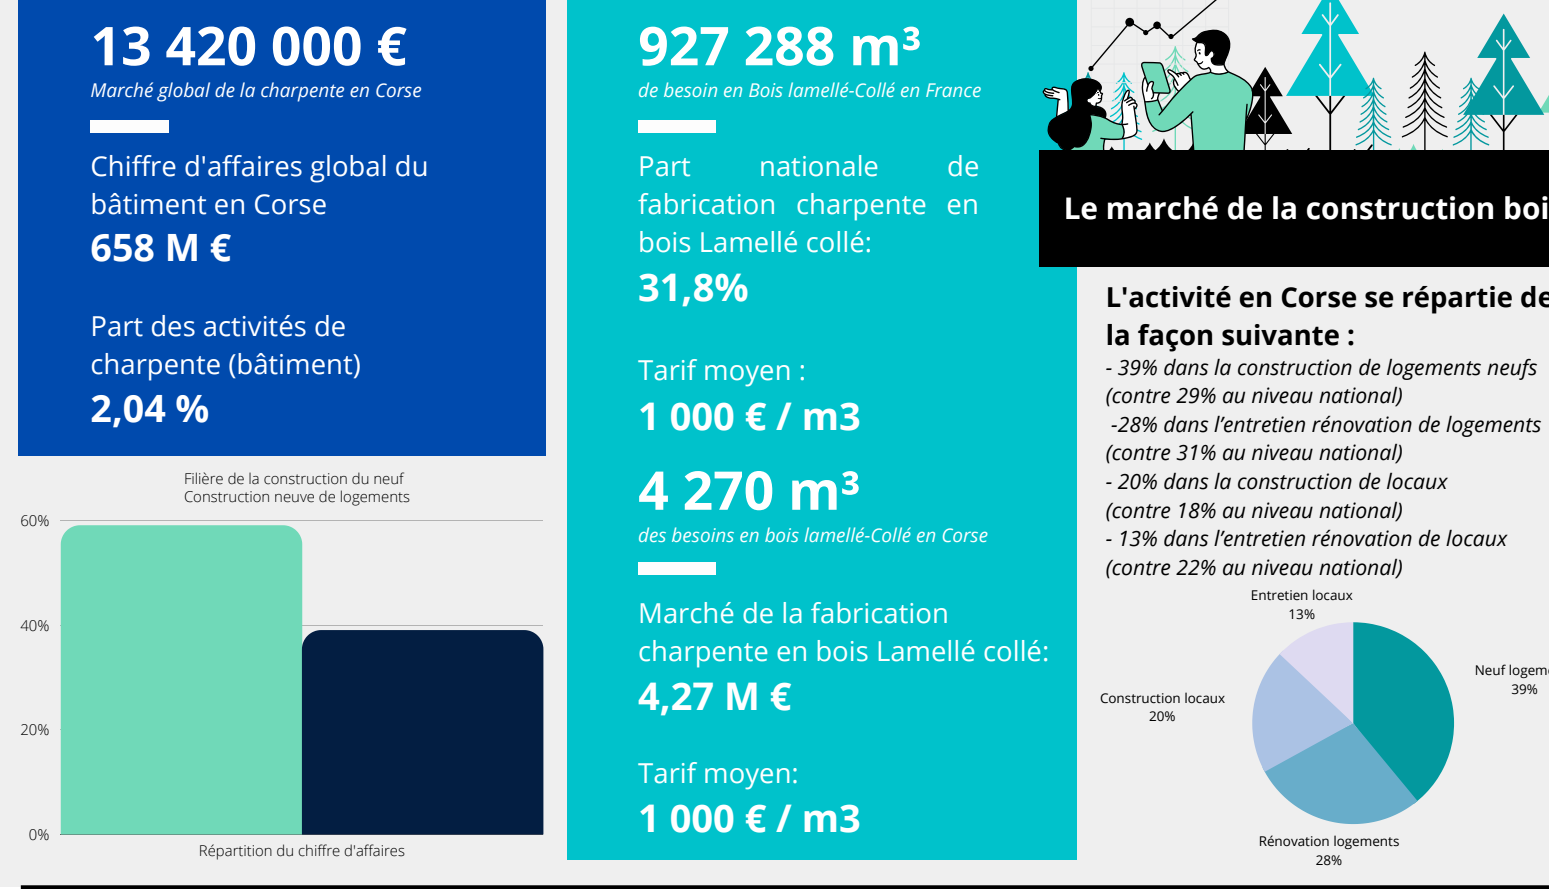 13 420 000 €
Marché global de la charpente en Corse
Chiffre d'affaires global du
bâtiment en Corse
658 M €
Part des activités de
charpente (bâtiment)
2,04 %
Filière de la construction du neuf
Construction neuve de logements
60%
40%
20%
0%
Répartition du chiffre d'affaires
927 288 m³
de besoin en Bois lamellé-Collé en France
Part nationale de
fabrication charpente en
bois Lamellé collé:
31,8%
Tarif moyen :
1 000 € / m3
4 270 m³
des besoins en bois lamellé-Collé en Corse
Marché de la fabrication
charpente en bois Lamellé collé:
4,27 M €
Tarif moyen:
1 000 € / m3
Le marché de la construction boi
L'activité en Corse se répartie de
la façon suivante :
- 39% dans la construction de logements neufs
(contre 29% au niveau national)
-28% dans l’entretien rénovation de logements
(contre 31% au niveau national)
- 20% dans la construction de locaux
(contre 18% au niveau national)
- 13% dans l’entretien rénovation de locaux
(contre 22% au niveau national)
Entretien locaux
13%
Neuf logeme
39%
Construction locaux
20%
Rénovation logements
28%